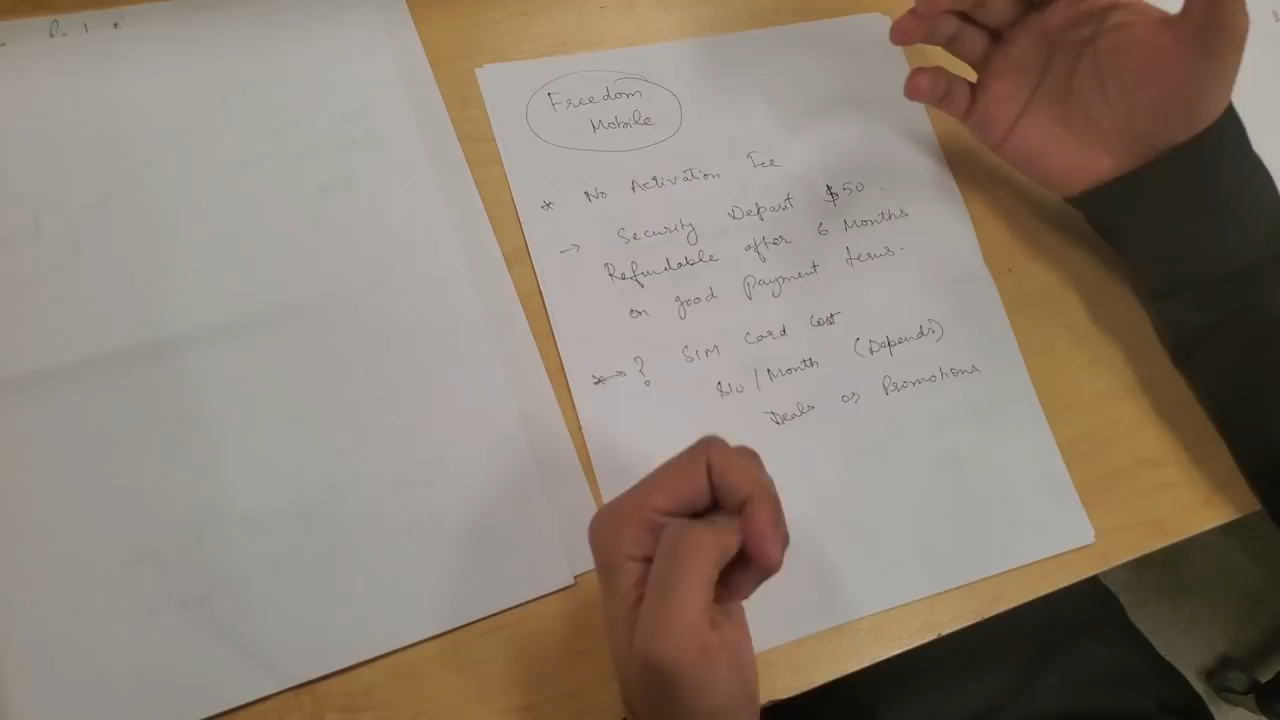 Freedom
Mobile
* No Activation Fee
→ Security Deposit $50.
Refundable after 6 Months
on good payment terms.
*→ ? SIM card cost
$10/Month (Depends)
Deals or Promotions